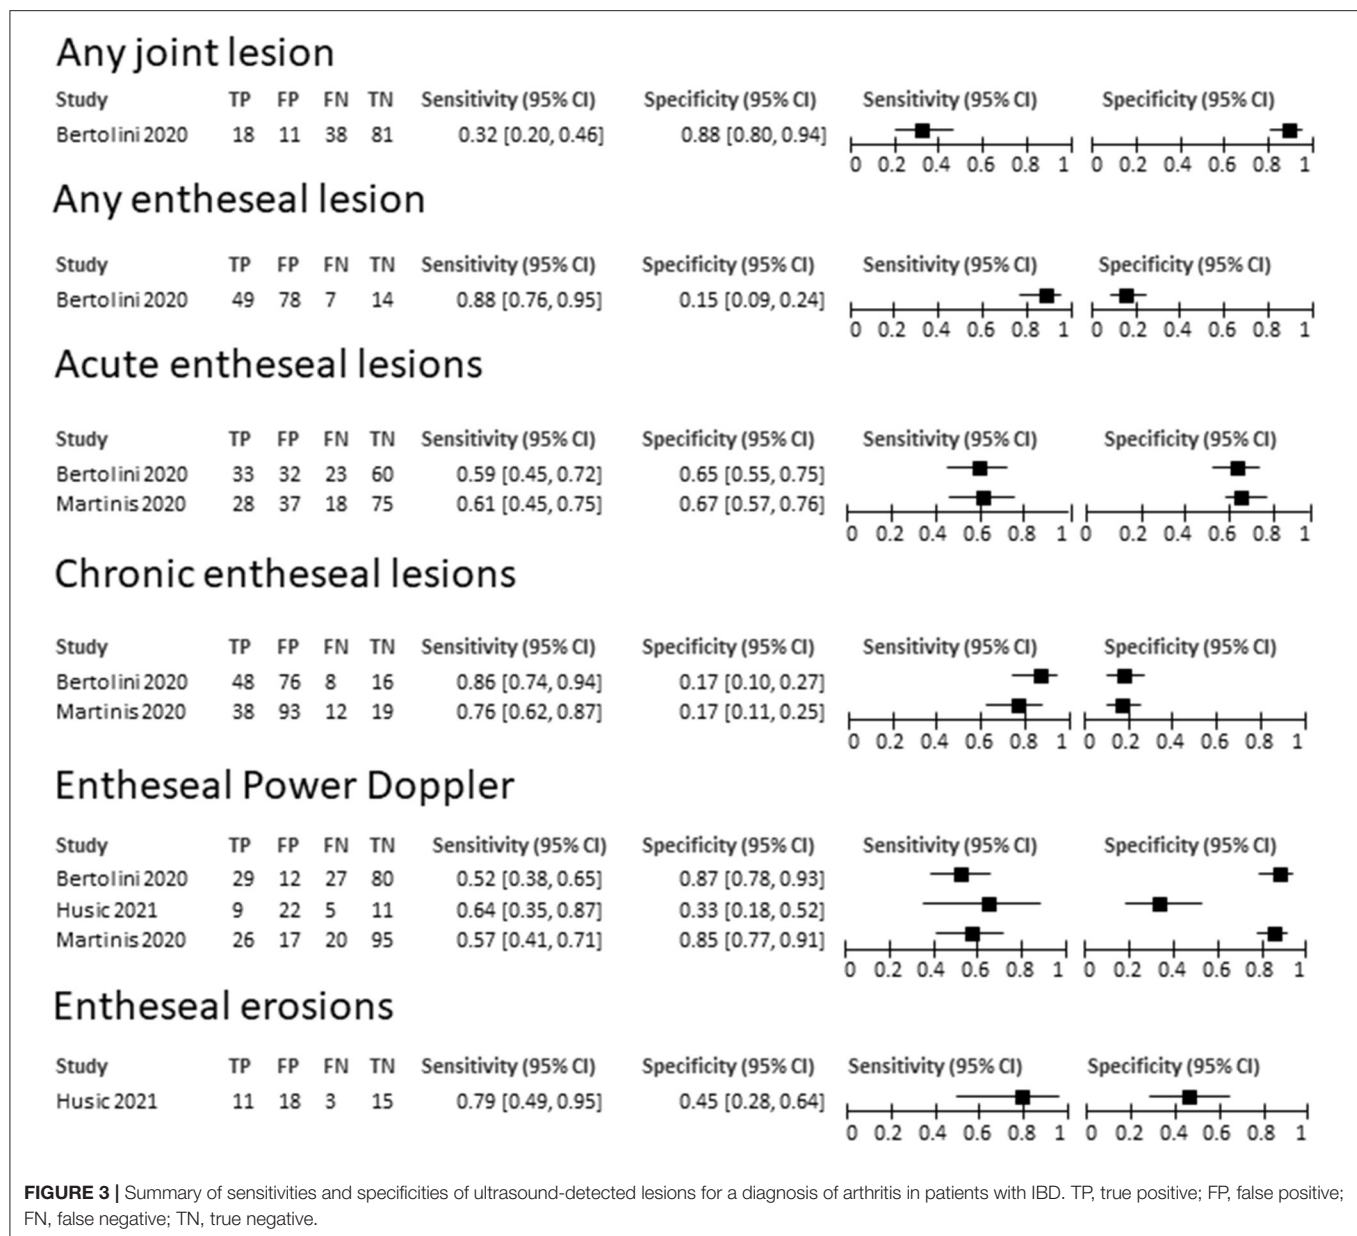 Any joint lesion
Study TP FP FN TN Sensitivity (95% CI) Specificity (95% CI) Sensitivity (95% CI) Specificity (95% CI)
Bertolini 2020 18 11 38 81 0.32 [0.20, 0.46] 0.88 [0.80, 0.94]
0 0.2 0.4 0.6 0.8 1 0 0.2 0.4 0.6 0.8 1
Any entheseal lesion
Study TP FP FN TN Sensitivity (95% CI) Specificity (95% CI) Sensitivity (95% CI) Specificity (95% CI)
Bertolini 2020 49 78 7 14 0.88 [0.76, 0.95] 0.15 [0.09, 0.24]
0 0.2 0.4 0.6 0.8 1 0 0.2 0.4 0.6 0.8 1
Acute entheseal lesions
Study TP FP FN TN Sensitivity (95% CI) Specificity (95% CI) Sensitivity (95% CI) Specificity (95% CI)
Bertolini 2020 33 32 23 60 0.59 [0.45, 0.72] 0.65 [0.55, 0.75]
Martinis 2020 28 37 18 75 0.61 [0.45, 0.75] 0.67 [0.57, 0.76]
0 0.2 0.4 0.6 0.8 1 0 0.2 0.4 0.6 0.8 1
Chronic entheseal lesions
Study TP FP FN TN Sensitivity (95% CI) Specificity (95% CI) Sensitivity (95% CI) Specificity (95% CI)
Bertolini 2020 48 76 8 16 0.86 [0.74, 0.94] 0.17 [0.10, 0.27]
Martinis 2020 38 93 12 19 0.76 [0.62, 0.87] 0.17 [0.11, 0.25]
0 0.2 0.4 0.6 0.8 1 0 0.2 0.4 0.6 0.8 1
Entheseal Power Doppler
Study TP FP FN TN Sensitivity (95% CI) Specificity (95% CI) Sensitivity (95% CI) Specificity (95% CI)
Bertolini 2020 29 12 27 80 0.52 [0.38, 0.65] 0.87 [0.78, 0.93]
Husic 2021 9 22 5 11 0.64 [0.35, 0.87] 0.33 [0.18, 0.52]
Martinis 2020 26 17 20 95 0.57 [0.41, 0.71] 0.85 [0.77, 0.91]
0 0.2 0.4 0.6 0.8 1 0 0.2 0.4 0.6 0.8 1
Entheseal erosions
Study TP FP FN TN Sensitivity (95% CI) Specificity (95% CI) Sensitivity (95% CI) Specificity (95% CI)
Husic 2021 11 18 3 15 0.79 [0.49, 0.95] 0.45 [0.28, 0.64]
0 0.2 0.4 0.6 0.8 1 0 0.2 0.4 0.6 0.8 1
FIGURE 3 | Summary of sensitivities and specificities of ultrasound-detected lesions for a diagnosis of arthritis in patients with IBD. TP, true positive; FP, false positive;
FN, false negative; TN, true negative.